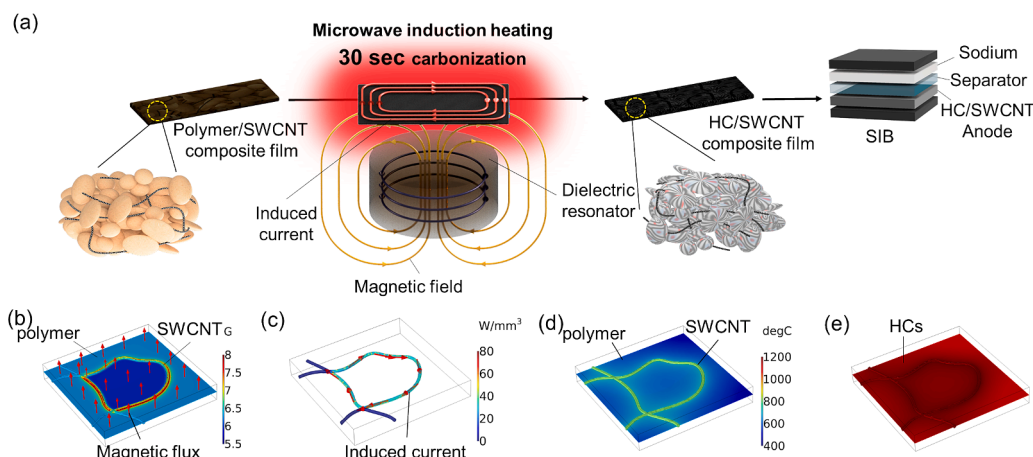 (a)
Microwave induction heating
30 sec carbonization
Polymer/SWCNT
composite film
Induced
current
Magnetic field
Dielectric
resonator
HC/SWCNT
composite film
Sodium
Separator
HC/SWCNT
Anode
SIB
(b)
polymer
SWCNT
G
8
7.5
7
6.5
6
5.5
Magnetic flux
(c)
W/mm³
80
60
40
20
0
Induced current
(d)
polymer
SWCNT
degC
1200
1000
800
600
400
(e)
HCs